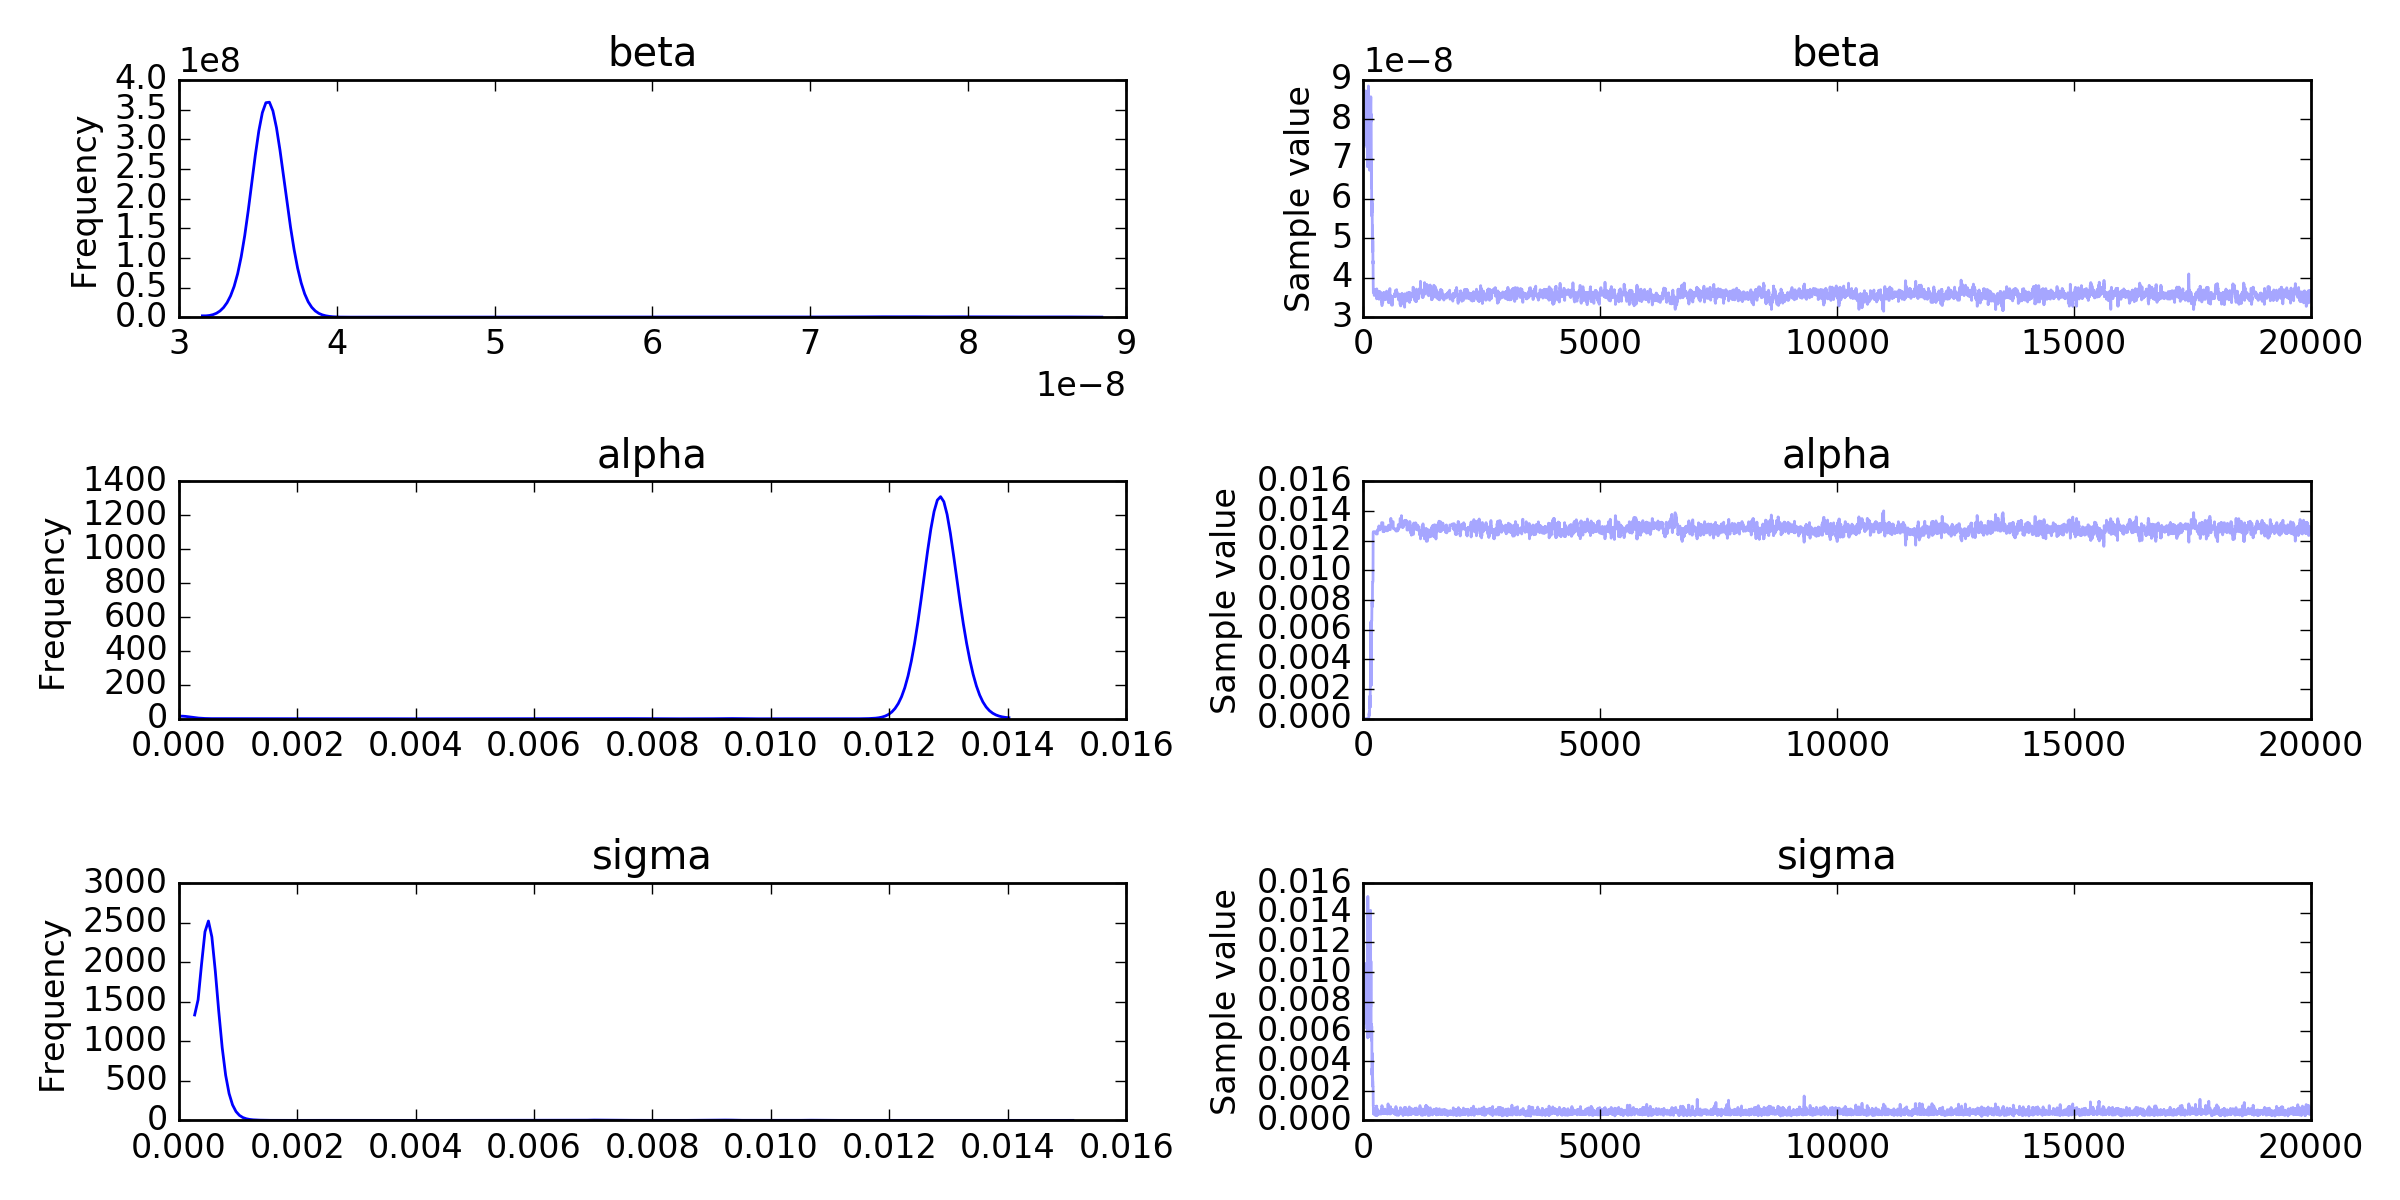 beta
1e8
Frequency
4.0
3.5
3.0
2.5
2.0
1.5
1.0
0.5
0.0
3 4 5 6 7 8 9
1e−8
beta
1e−8
Sample value
9
8
7
6
5
4
3
0 5000 10000 15000 20000
alpha
Frequency
1400
1200
1000
800
600
400
200
0
0.000 0.002 0.004 0.006 0.008 0.010 0.012 0.014 0.016
alpha
Sample value
0.016
0.014
0.012
0.010
0.008
0.006
0.004
0.002
0.000
0 5000 10000 15000 20000
sigma
Frequency
3000
2500
2000
1500
1000
500
0
0.000 0.002 0.004 0.006 0.008 0.010 0.012 0.014 0.016
sigma
Sample value
0.016
0.014
0.012
0.010
0.008
0.006
0.004
0.002
0.000
0 5000 10000 15000 20000